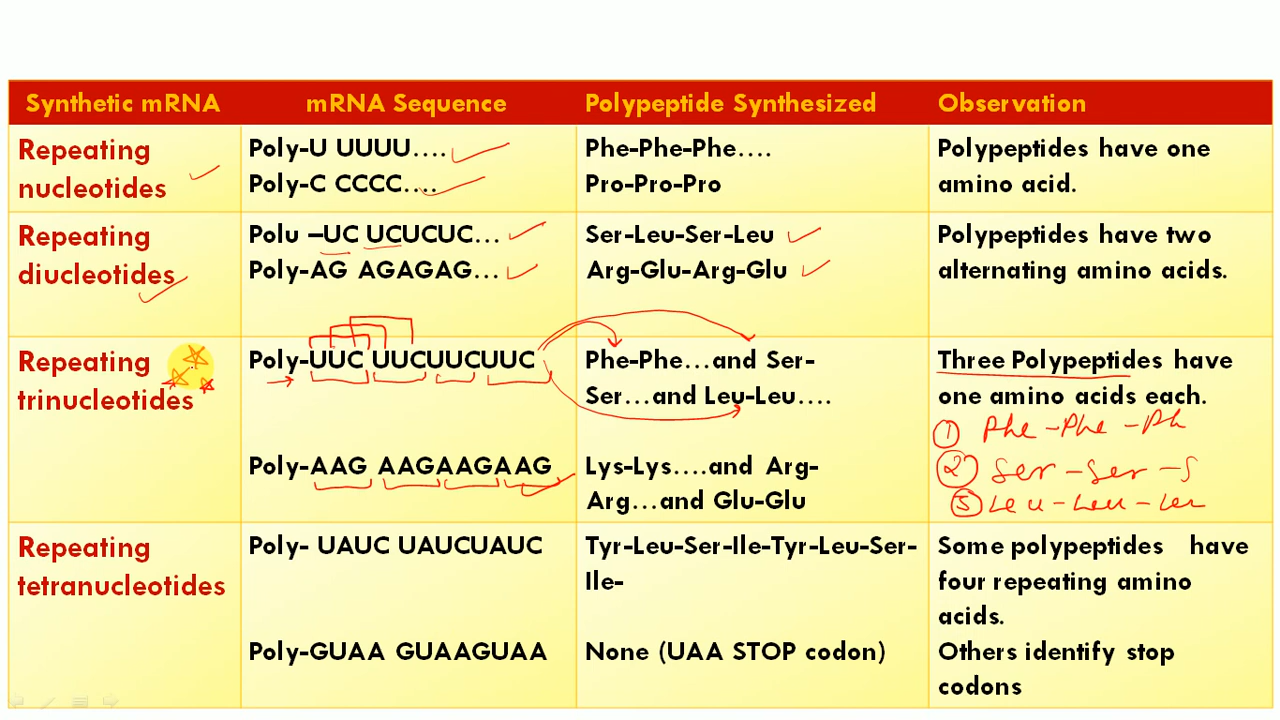 Synthetic mRNA
mRNA Sequence
Polypeptide Synthesized
Observation
Repeating
nucleotides
Poly-U UUUU....
Poly-C CCCC....
Phe-Phe-Phe....
Pro-Pro-Pro
Polypeptides have one
amino acid.
Repeating
diucleotides
Polu –UC UCUCUC...
Poly-AG AGAGAG...
Ser-Leu-Ser-Leu
Arg-Glu-Arg-Glu
Polypeptides have two
alternating amino acids.
Repeating
trinucleotides
Poly-UUC UUCUUCUUC
Poly-AAG AAGAAGAAG
Phe-Phe...and Ser-
Ser...and Leu-Leu....
Lys-Lys....and Arg-
Arg...and Glu-Glu
Three Polypeptides have
one amino acids each.
1 Phe-Phe-Ph
2 Ser-Ser-S
3 Leu-Leu-Leu
Repeating
tetranucleotides
Poly- UAUC UAUCUAUC
Poly-GUAA GUAAGUAA
Tyr-Leu-Ser-Ile-Tyr-Leu-Ser-
Ile-
None (UAA STOP codon)
Some polypeptides have
four repeating amino
acids.
Others identify stop
codons